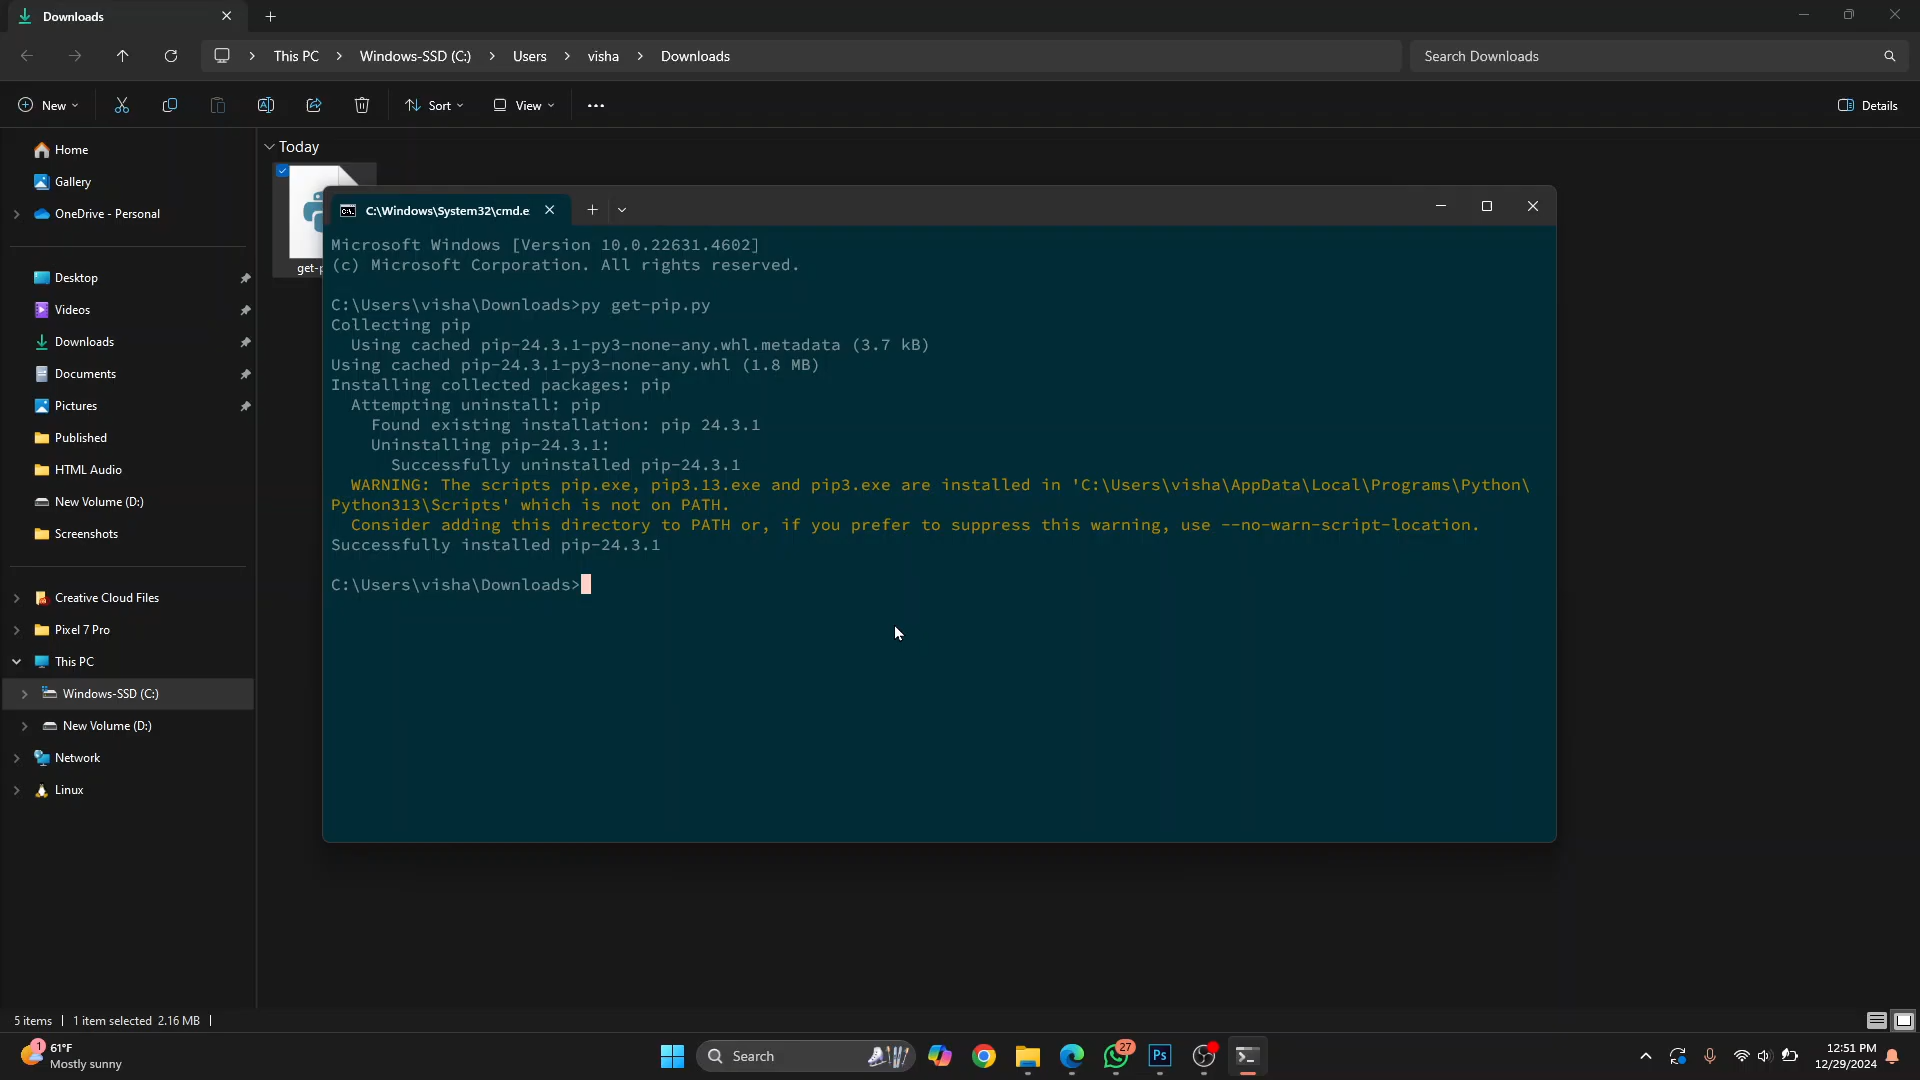 Downloads
This PC > Windows-SSD (C:) > Users > visha > Downloads
Search Downloads
New
Sort
View
Details
Home
Gallery
OneDrive - Personal
Desktop
Videos
Downloads
Documents
Pictures
Published
HTML Audio
New Volume (D:)
Screenshots
Creative Cloud Files
Pixel 7 Pro
This PC
Windows-SSD (C:)
New Volume (D:)
Network
Linux
Today
get-p
C:\Windows\System32\cmd.e
Microsoft Windows [Version 10.0.22631.4602]
(c) Microsoft Corporation. All rights reserved.
C:\Users\visha\Downloads>py get-pip.py
Collecting pip
Using cached pip-24.3.1-py3-none-any.whl.metadata (3.7 kB)
Using cached pip-24.3.1-py3-none-any.whl (1.8 MB)
Installing collected packages: pip
Attempting uninstall: pip
Found existing installation: pip 24.3.1
Uninstalling pip-24.3.1:
Successfully uninstalled pip-24.3.1
WARNING: The scripts pip.exe, pip3.13.exe and pip3.exe are installed in 'C:\Users\visha\AppData\Local\Programs\Python\
Python313\Scripts' which is not on PATH.
Consider adding this directory to PATH or, if you prefer to suppress this warning, use --no-warn-script-location.
Successfully installed pip-24.3.1
C:\Users\visha\Downloads>
5 items | 1 item selected 2.16 MB |
1
61°F
Mostly sunny
Search
27
Ps
12:51 PM
12/29/2024